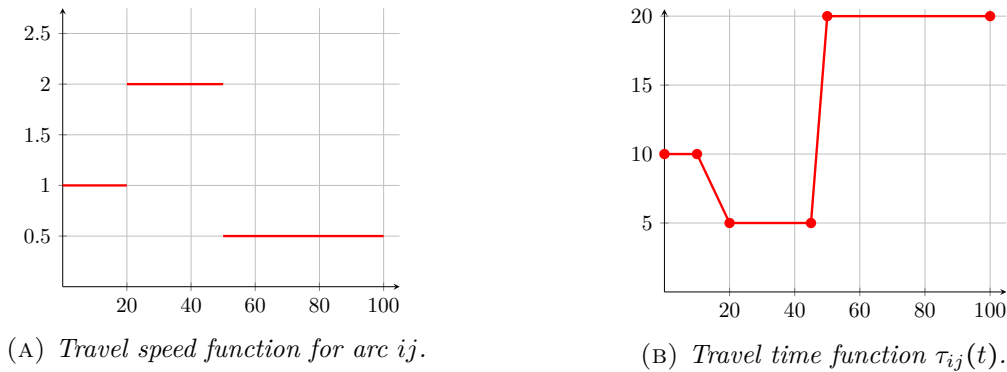 2.5
2
1.5
1
0.5
20 40 60 80 100
(A) Travel speed function for arc ij.
20
15
10
5
20 40 60 80 100
(B) Travel time function τij(t).